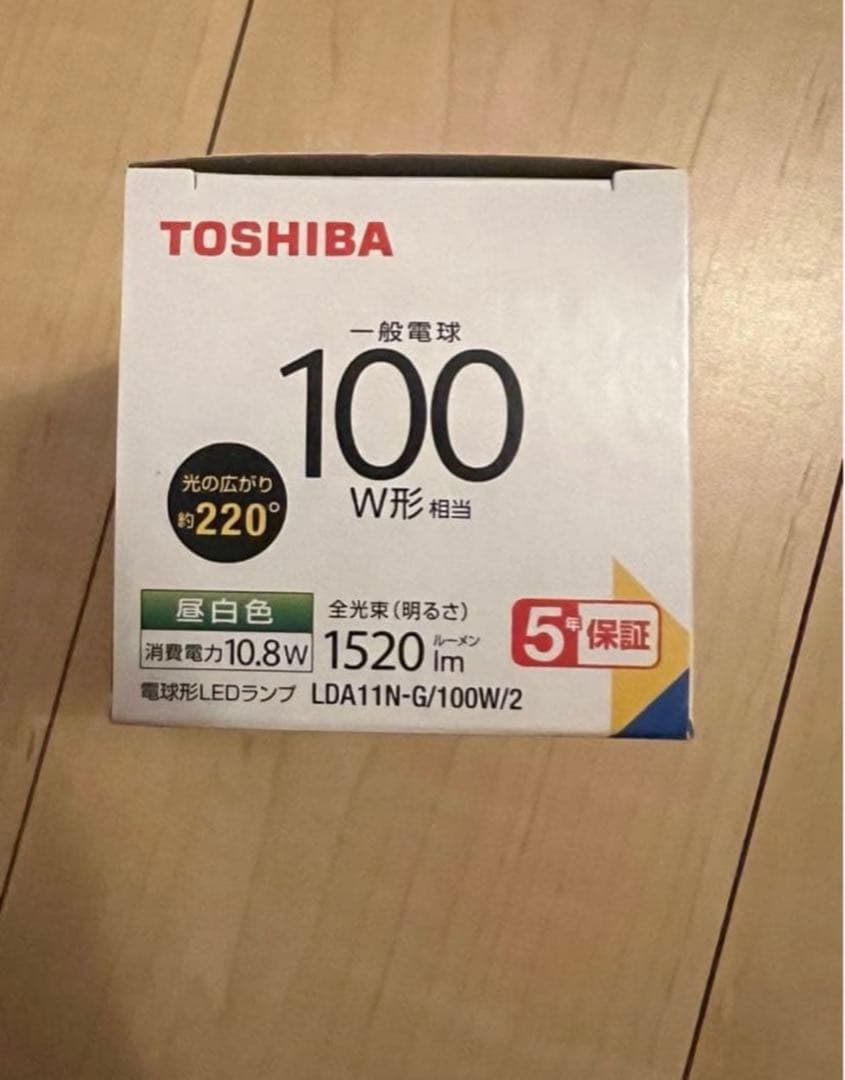 TOSHIBA
一般電球
100
W形相当
光の広がり
約220°
昼白色
消費電力10.8W
全光束(明るさ)
1520 ルーメン lm
5年保証
電球形LEDランプ LDA11N-G/100W/2